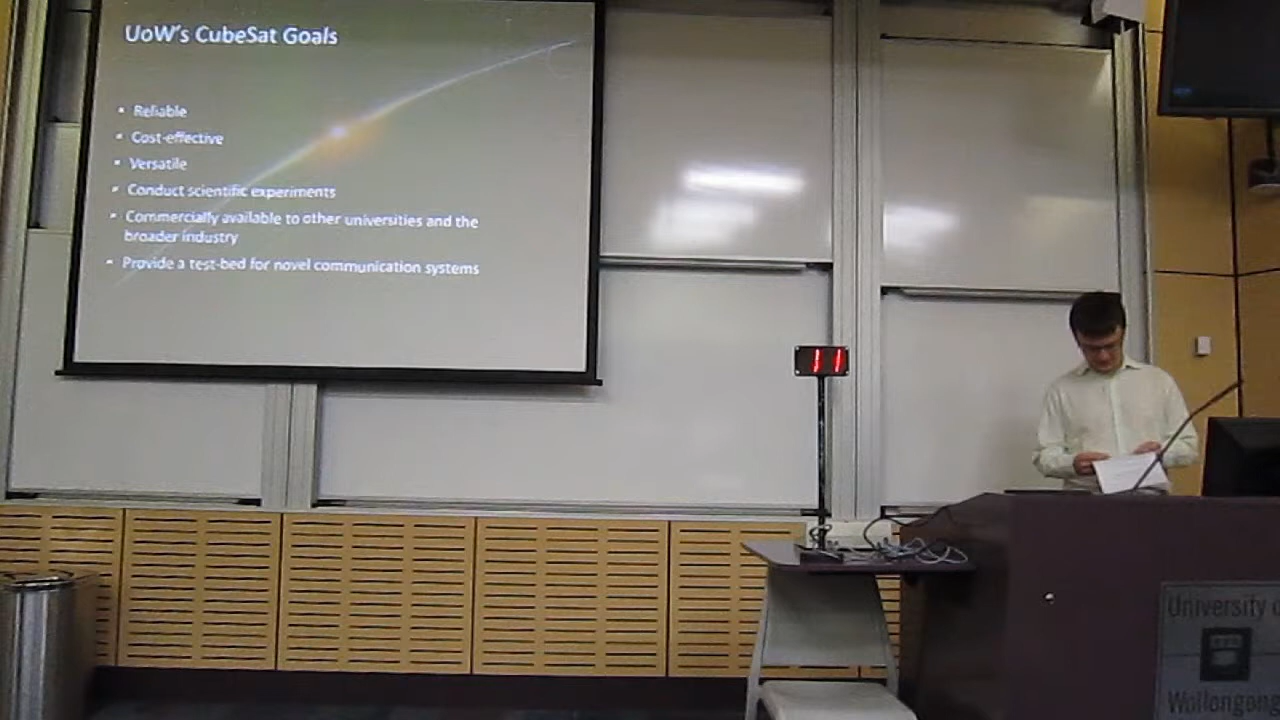 UoW's CubeSat Goals
• Reliable
• Cost-effective
• Versatile
• Conduct scientific experiments
• Commercially available to other universities and the
broader industry
• Provide a test-bed for novel communication systems
11
University
Wollongong